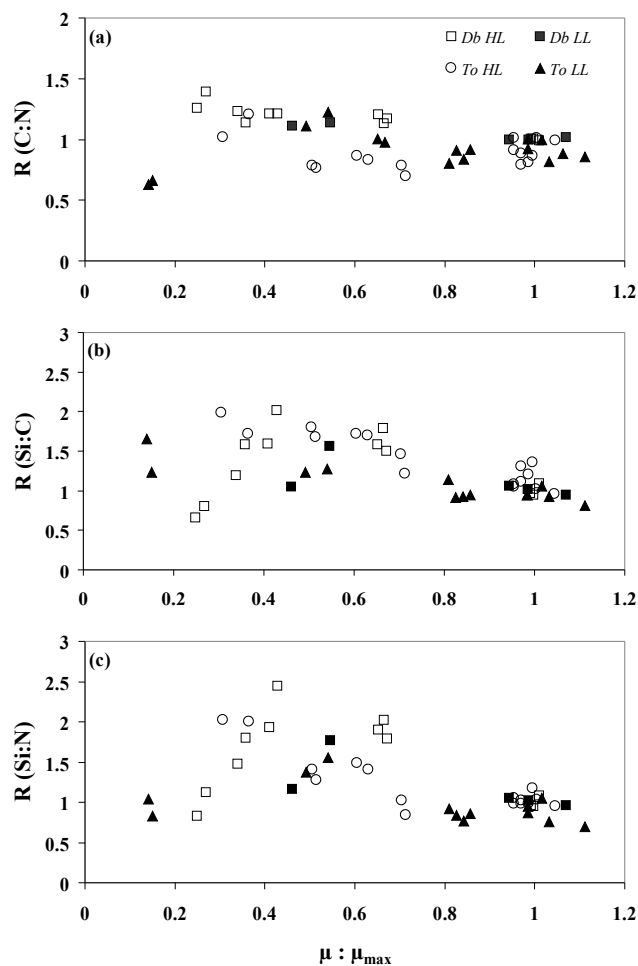 2
(a)
□ Db HL ■ Db LL
○ To HL ▲ To LL
1.5
1
0.5
0
R (C:N)
0 0.2 0.4 0.6 0.8 1 1.2
3
(b)
2.5
2
1.5
1
0.5
0
R (Si:C)
0 0.2 0.4 0.6 0.8 1 1.2
3
(c)
2.5
2
1.5
1
0.5
0
R (Si:N)
0 0.2 0.4 0.6 0.8 1 1.2
μ : μmax